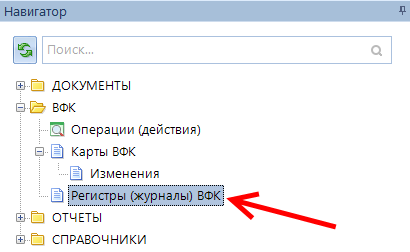 Навигатор
Поиск...
ДОКУМЕНТЫ
ВФК
Операции (действия)
Карты ВФК
Изменения
Регистры (журналы) ВФК
ОТЧЕТЫ
СПРАВОЧНИКИ